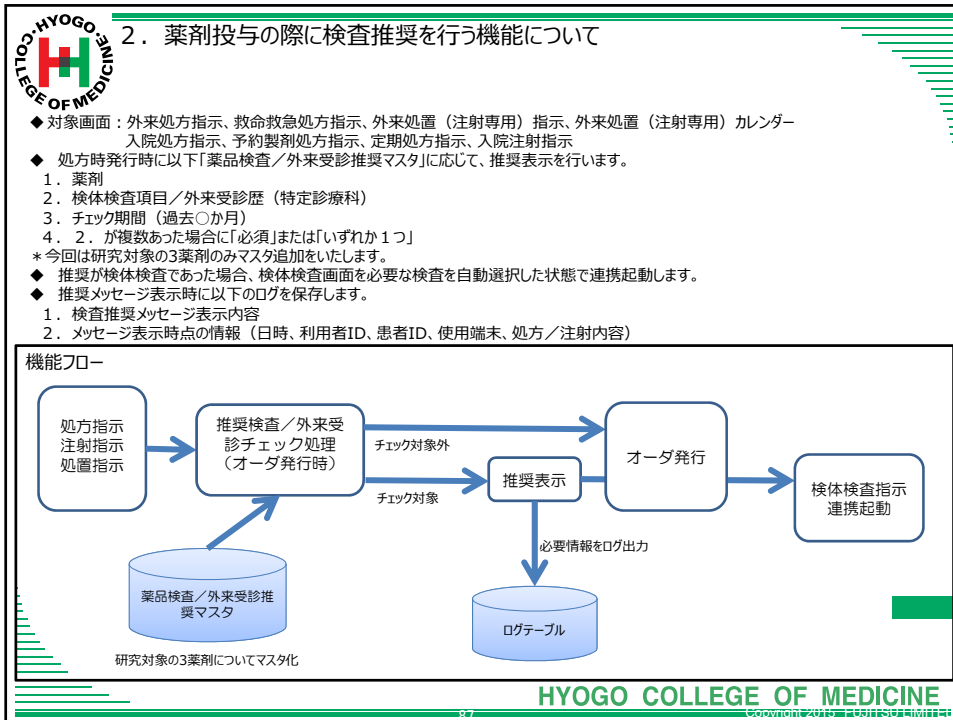 HYOGO COLLEGE OF MEDICINE
2．薬剤投与の際に検査推奨を行う機能について
◆対象画面：外来処方指示、救命救急処方指示、外来処置（注射専用）指示、外来処置（注射専用）カレンダー
入院処方指示、予約製剤処方指示、定期処方指示、入院注射指示
◆ 処方時発行時に以下「薬品検査／外来受診推奨マスタ」に応じて、推奨表示を行います。
1．薬剤
2．検体検査項目／外来受診歴（特定診療科）
3．チェック期間（過去○か月）
4．2．が複数あった場合に「必須」または「いずれか１つ」
＊今回は研究対象の3薬剤のみマスタ追加をいたします。
◆ 推奨が検体検査であった場合、検体検査画面を必要な検査を自動選択した状態で連携起動します。
◆ 推奨メッセージ表示時に以下のログを保存します。
1．検査推奨メッセージ表示内容
2．メッセージ表示時点の情報（日時、利用者ID、患者ID、使用端末、処方／注射内容）
機能フロー
処方指示
注射指示
処置指示
推奨検査／外来受
診チェック処理
（オーダ発行時）
チェック対象外
チェック対象
推奨表示
オーダ発行
検体検査指示
連携起動
必要情報をログ出力
薬品検査／外来受診推
奨マスタ
ログテーブル
研究対象の3薬剤についてマスタ化
HYOGO COLLEGE OF MEDICINE
87
Copyright 2015 FUJITSU LIMITED